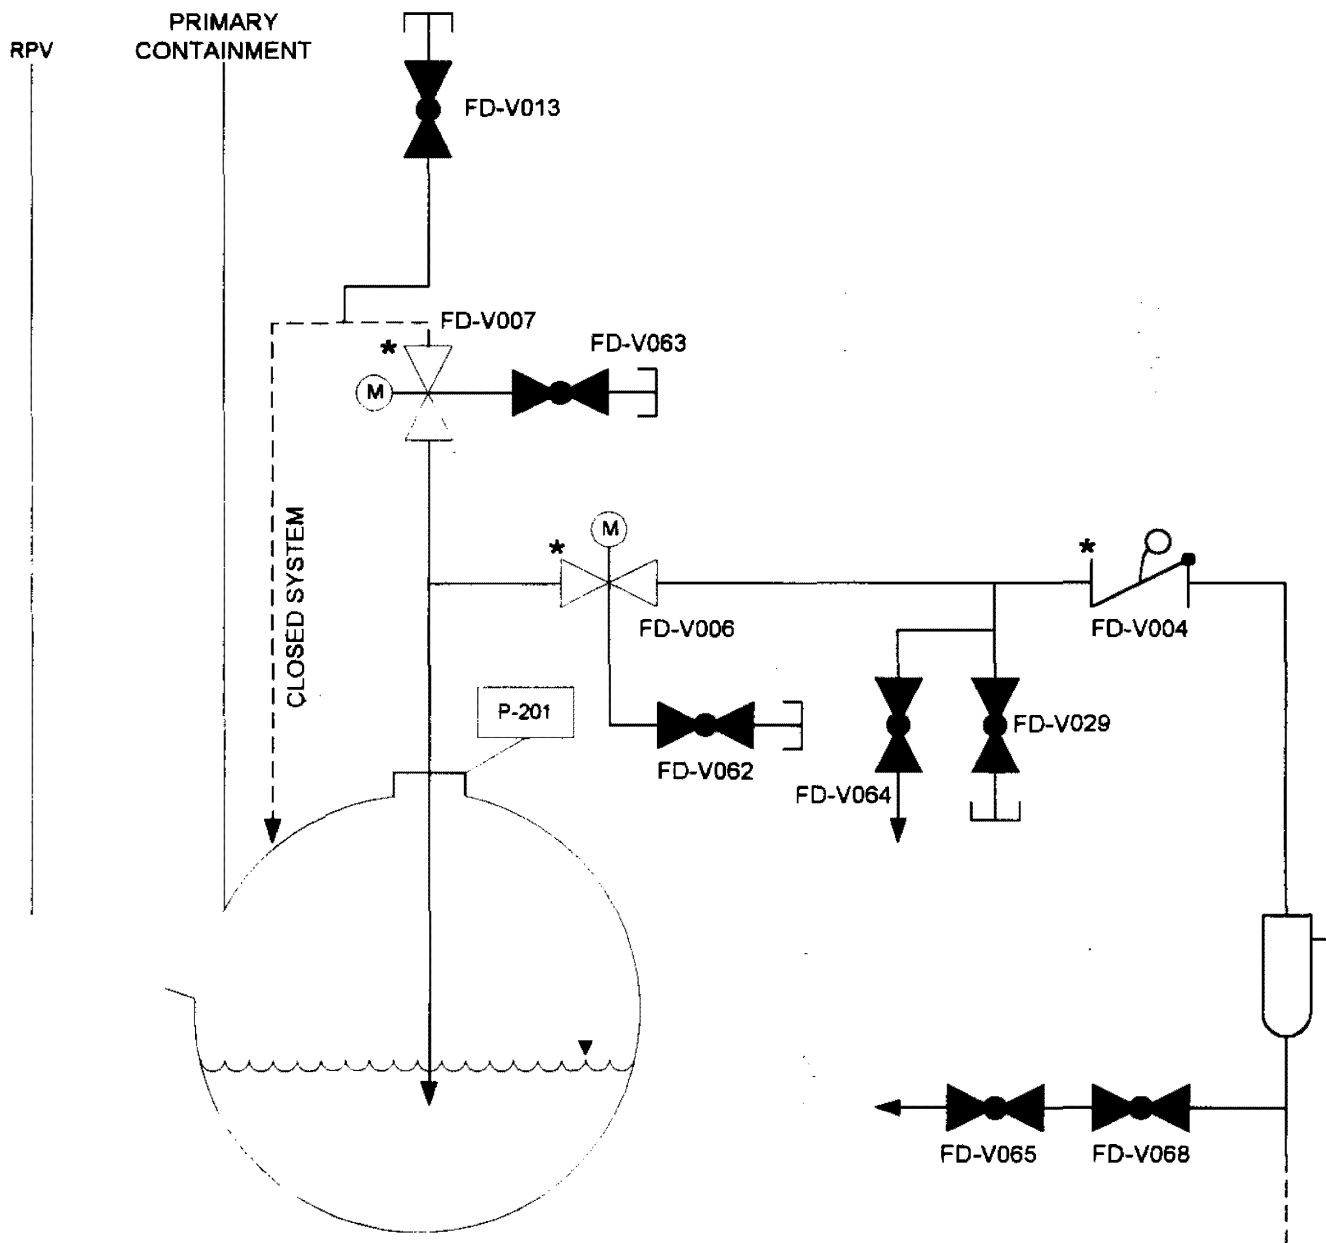 PRIMARY
RPV
CONTAINMENT
FD-V013
FD-V007
*
FD-V063
M
CLOSED SYSTEM
M
*
*
FD-V006
FD-V004
P-201
FD-V029
FD-V062
FD-V064
FD-V065
FD-V068